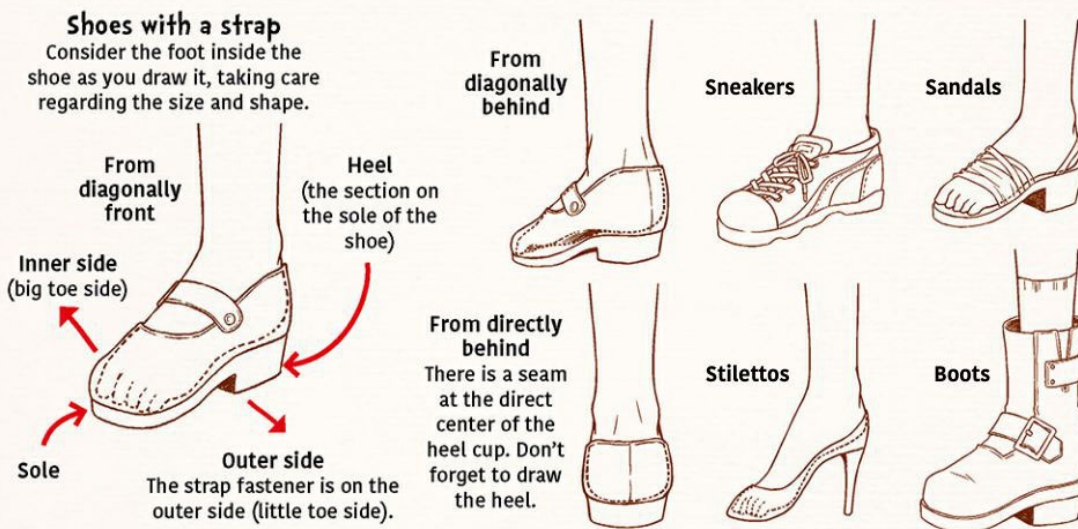 Shoes with a strap
Consider the foot inside the
shoe as you draw it, taking care
regarding the size and shape.
From
diagonally
front
Heel
(the section on
the sole of the
shoe)
Inner side
(big toe side)
Sole
Outer side
The strap fastener is on the
outer side (little toe side).
From
diagonally
behind
From directly
behind
There is a seam
at the direct
center of the
heel cup. Don't
forget to draw
the heel.
Sneakers
Sandals
Stilettos
Boots